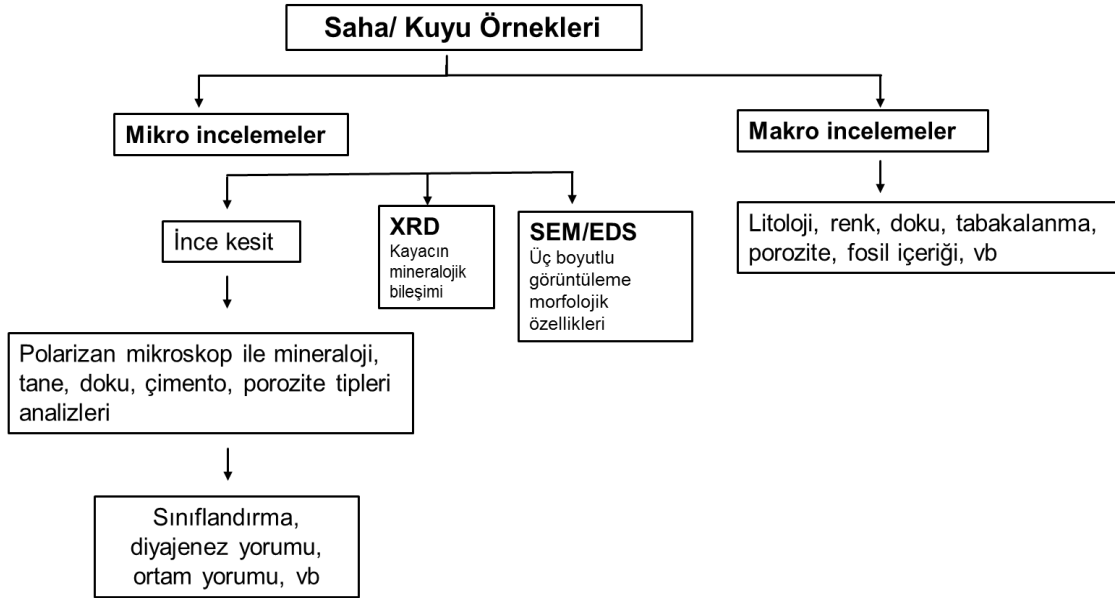 Saha/ Kuyu Örnekleri
Mikro incelemeler
Makro incelemeler
İnce kesit
XRD
Kayacın
mineralojik
bileşimi
SEM/EDS
Üç boyutlu
görüntüleme
morfolojik
özellikleri
Litoloji, renk, doku, tabakalanma,
porozite, fosil içeriği, vb
Polarizan mikroskop ile mineraloji,
tane, doku, çimento, porozite tipleri
analizleri
Sınıflandırma,
diyajenez yorumu,
ortam yorumu, vb